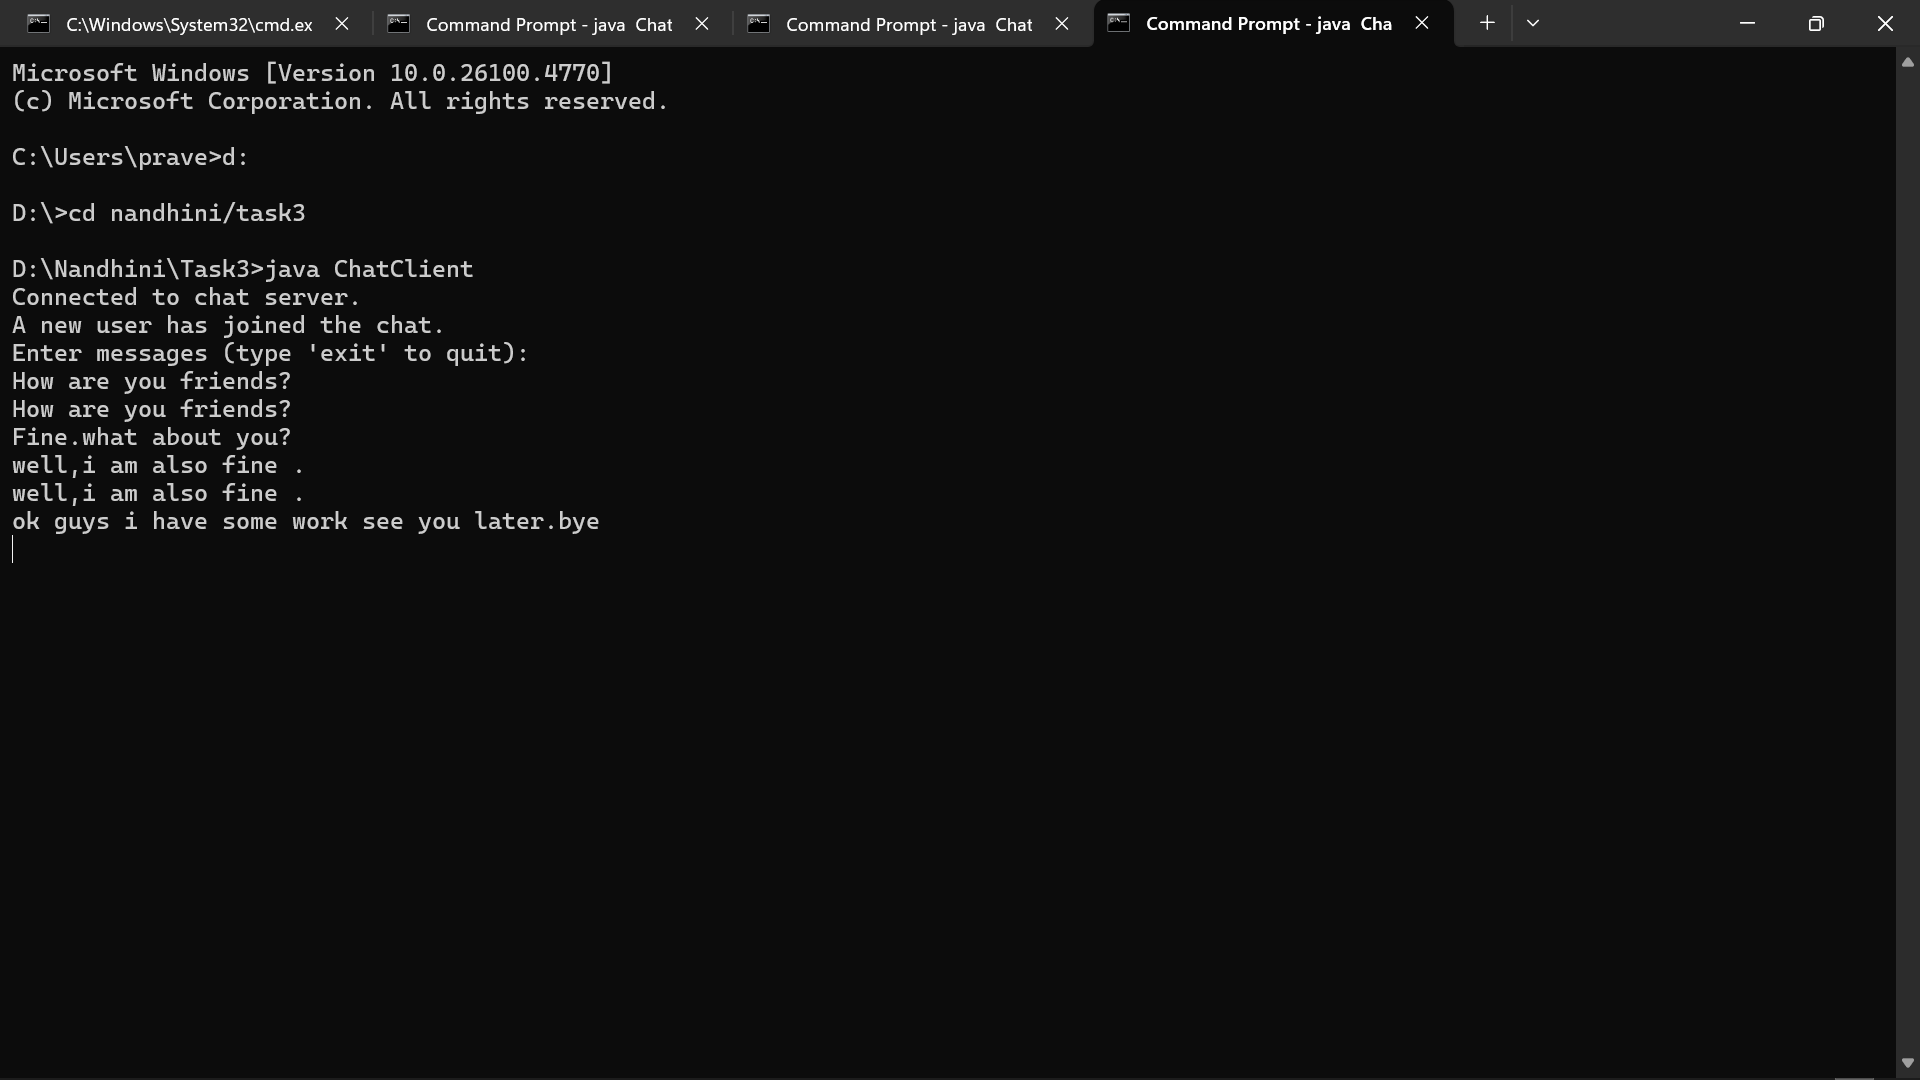 C:\Windows\System32\cmd.ex
Command Prompt - java Chat
Command Prompt - java Chat
Command Prompt - java Cha
Microsoft Windows [Version 10.0.26100.4770]
(c) Microsoft Corporation. All rights reserved.
C:\Users\prave>d:
D:\>cd nandhini/task3
D:\Nandhini\Task3>java ChatClient
Connected to chat server.
A new user has joined the chat.
Enter messages (type 'exit' to quit):
How are you friends?
How are you friends?
Fine.what about you?
well,i am also fine .
well,i am also fine .
ok guys i have some work see you later.bye